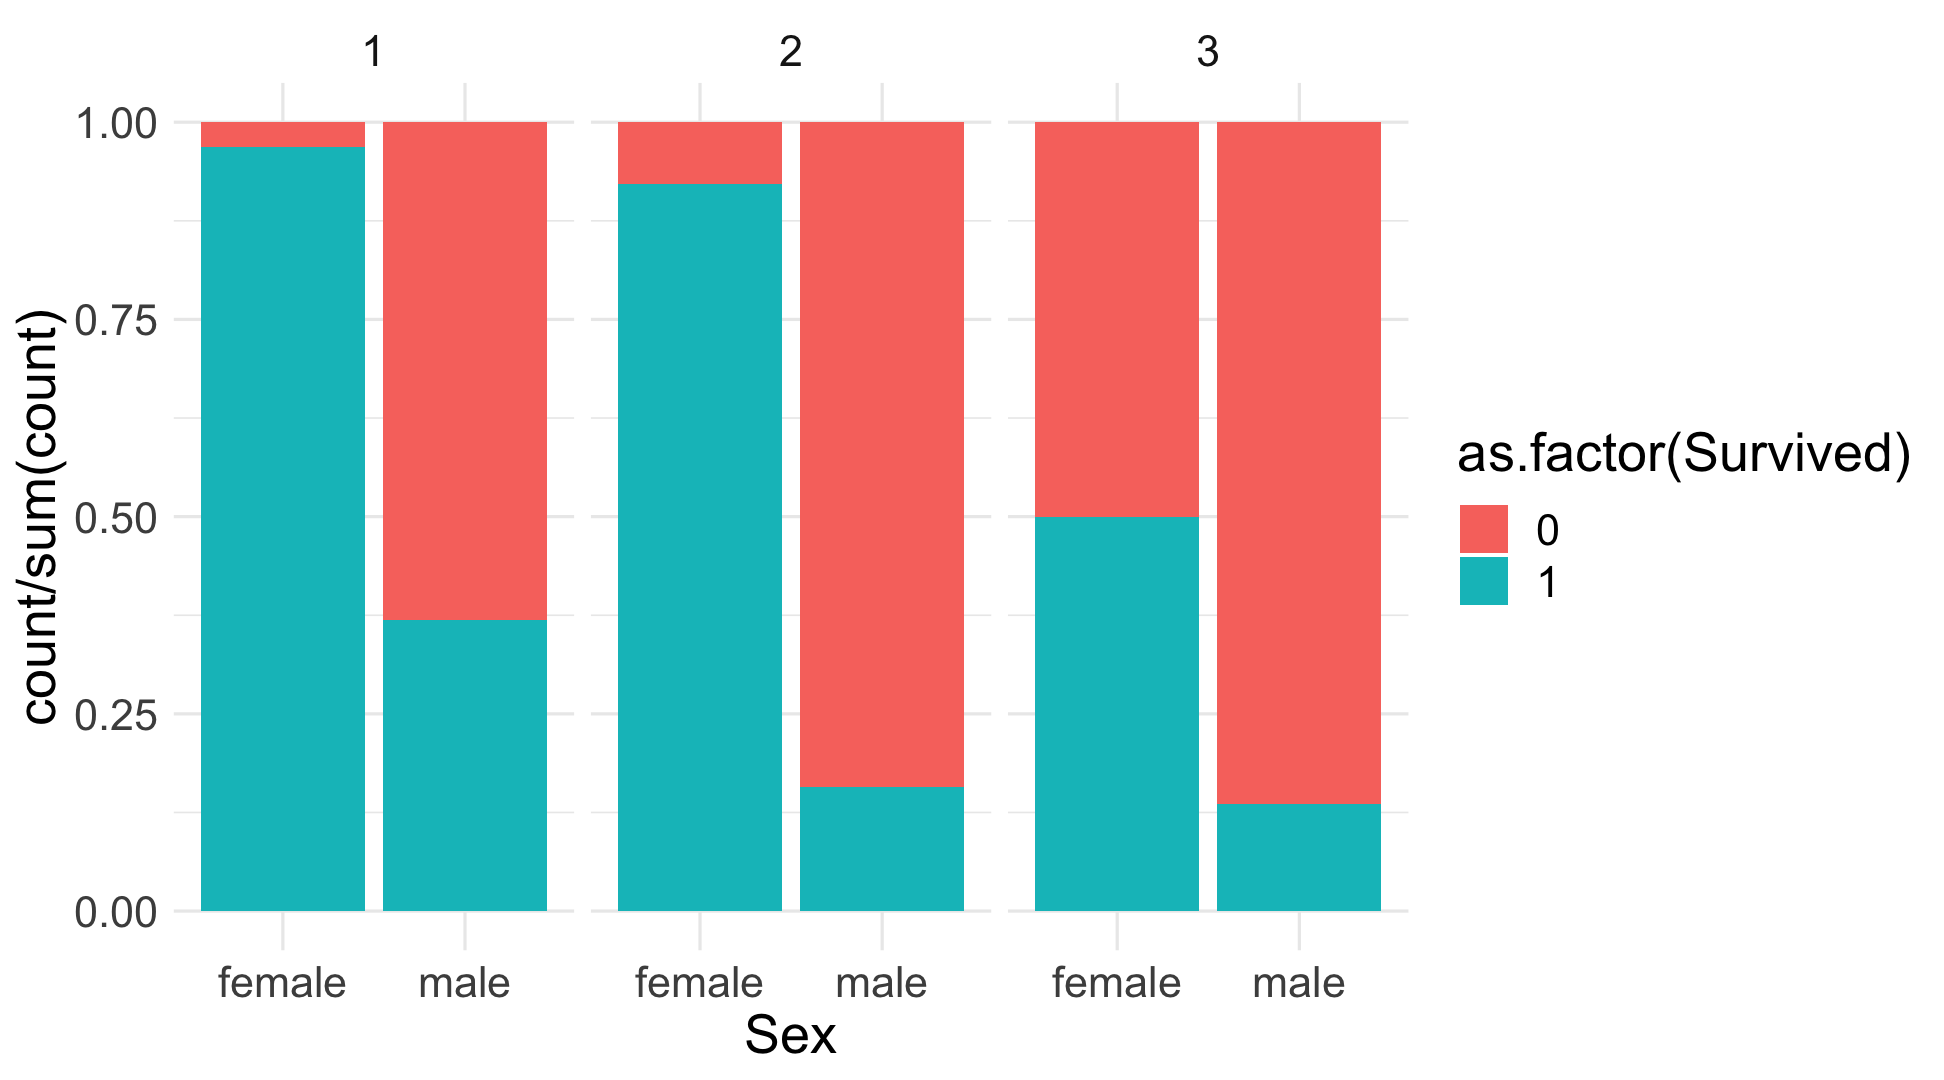 1 2 3
1.00
0.75
0.50
0.25
0.00
count/sum(count)
female male female male female male
Sex
as.factor(Survived)
0
1